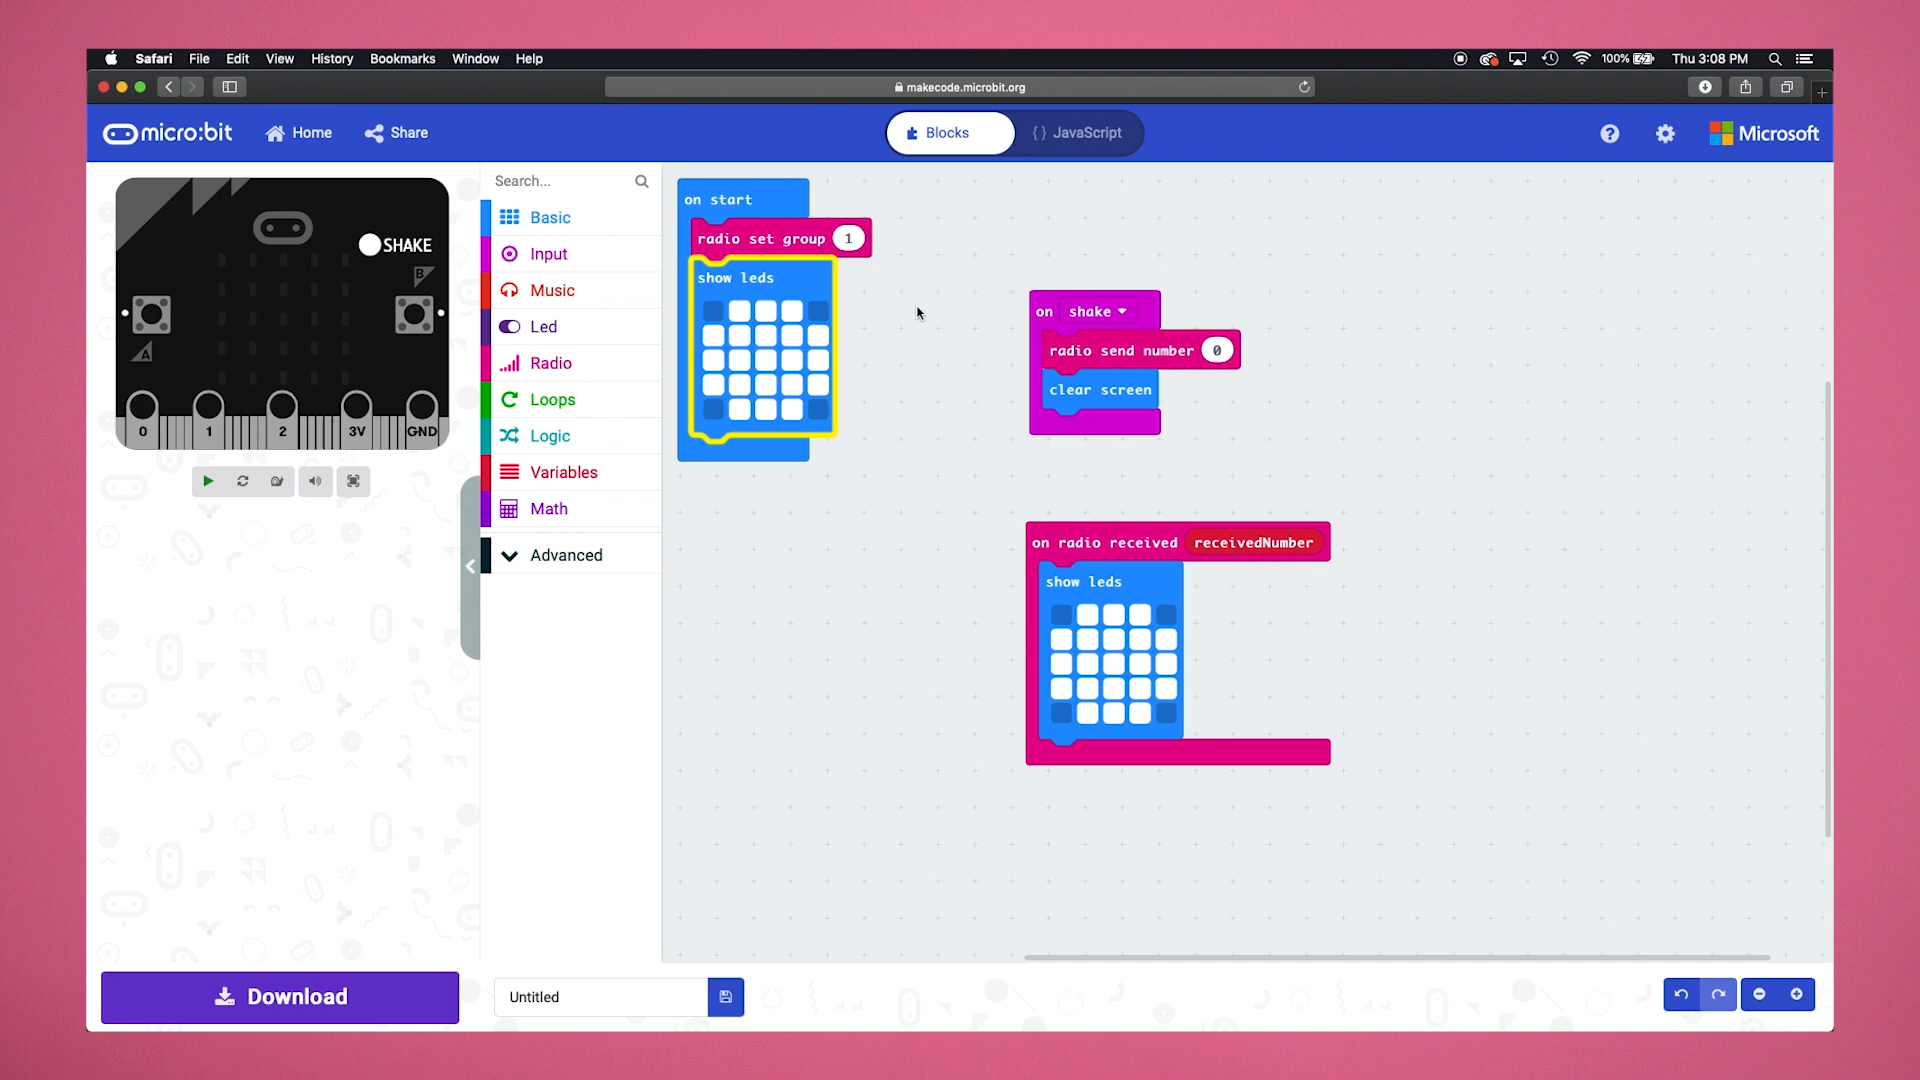 Safari File Edit View History Bookmarks Window Help 100% Thu 3:08 PM
makecode.microbit.org
micro:bit Home Share Blocks {} JavaScript ? Microsoft
SHAKE
B
A
0 1 2 3V GND
Download
Search...
Basic
Input
Music
Led
Radio
Loops
Logic
Variables
Math
Advanced
Untitled
on start
radio set group 1
show leds
on shake
radio send number 0
clear screen
on radio received receivedNumber
show leds